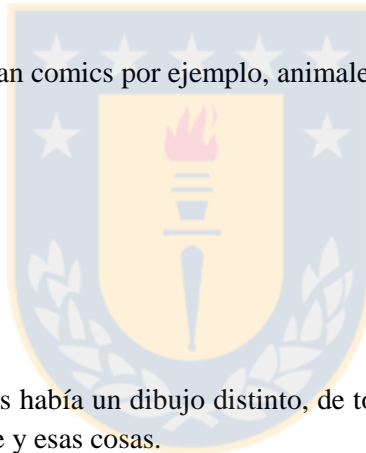 an comics por ejemplo, animale
s había un dibujo distinto, de to
e y esas cosas.